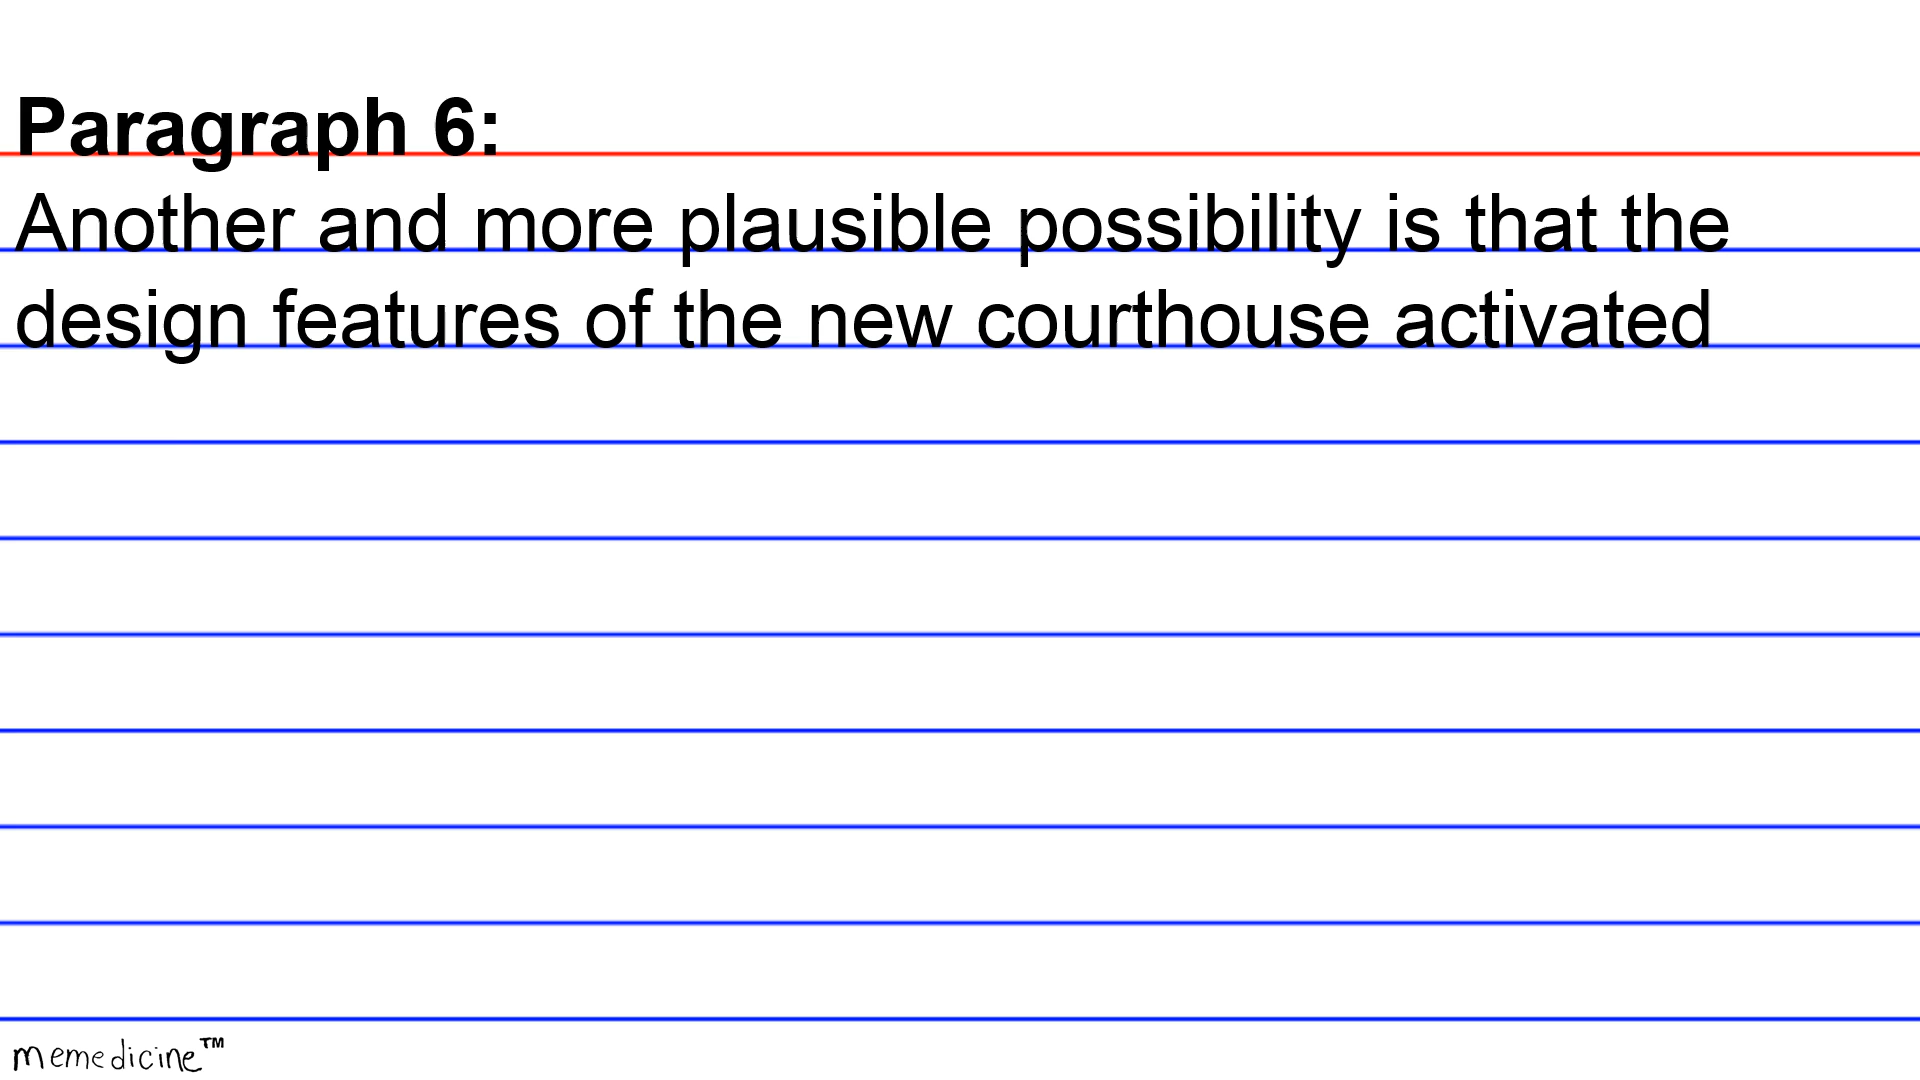 Paragraph 6:
Another and more plausible possibility is that the
design features of the new courthouse activated
memedicine™